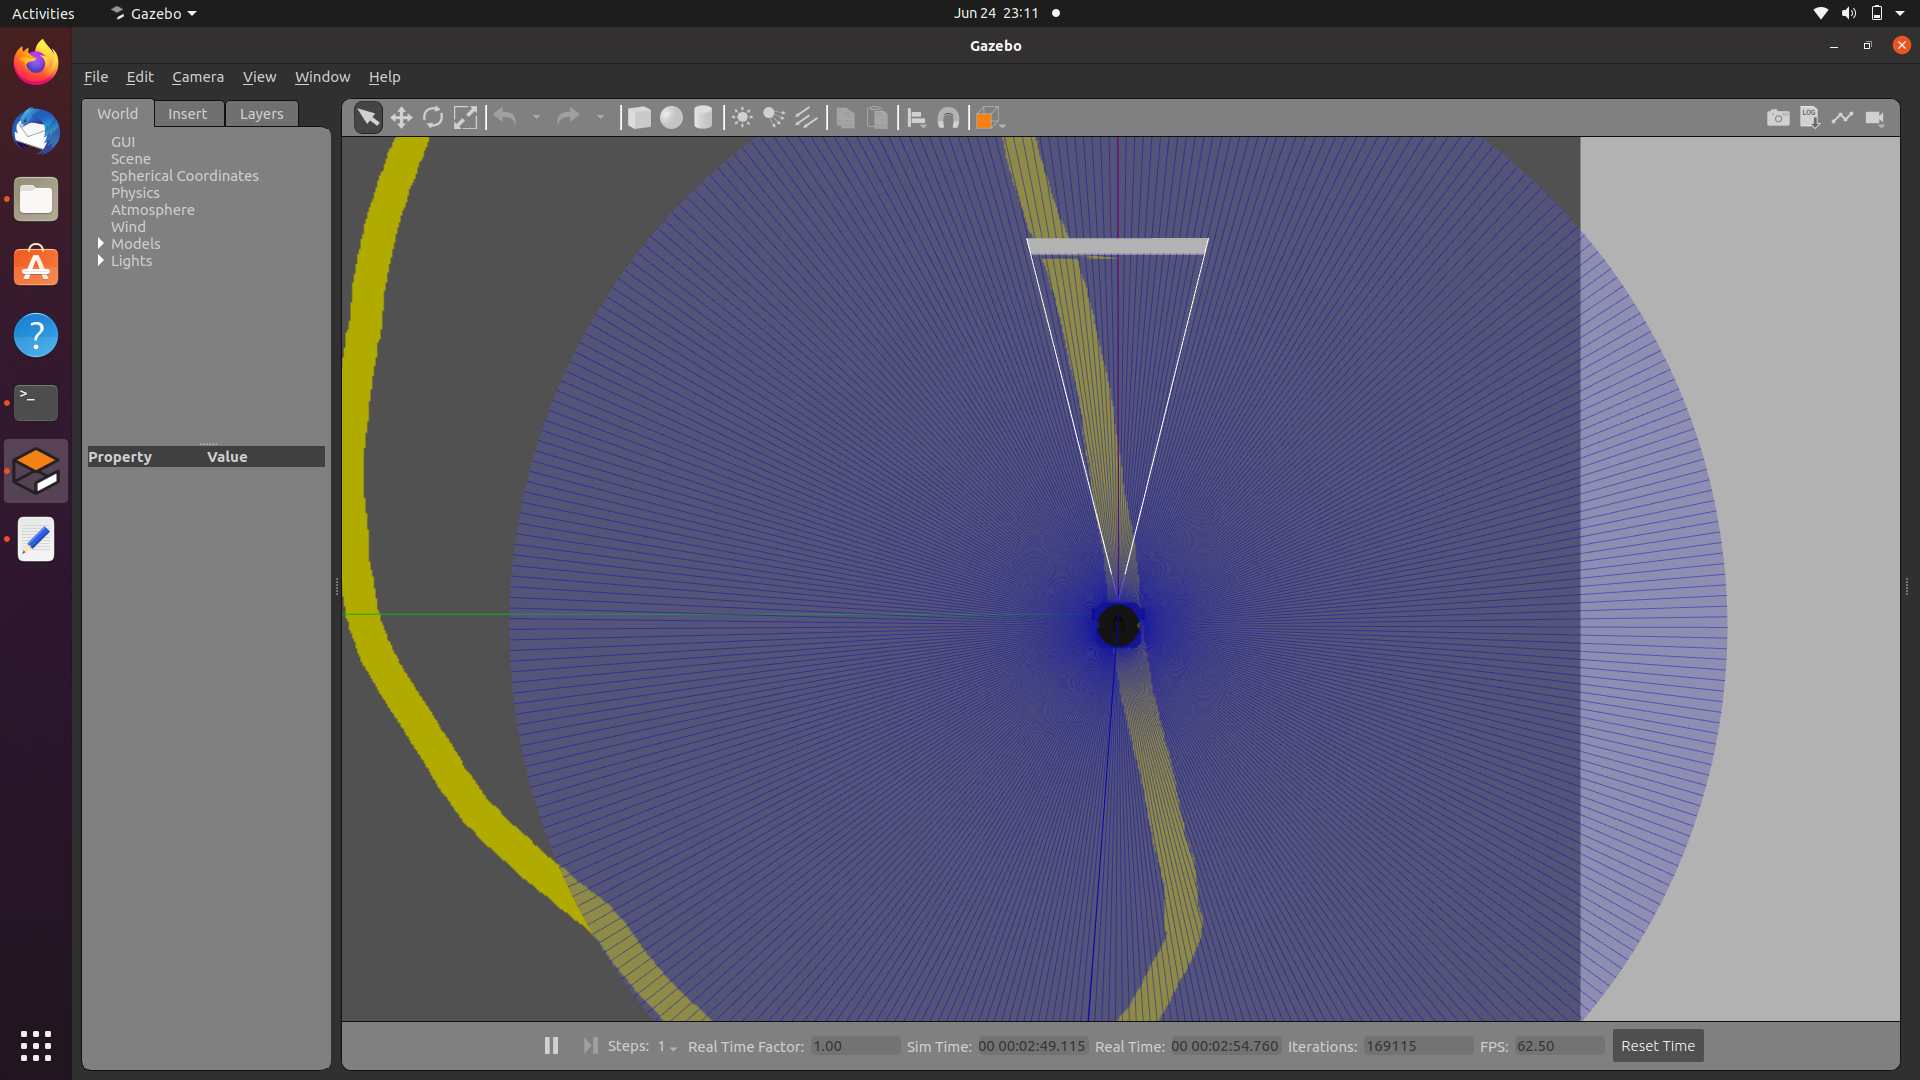 Activities Gazebo Jun 24 23:11
Gazebo
File Edit Camera View Window Help
World Insert Layers
LOG
GUI
Scene
Spherical Coordinates
Physics
Atmosphere
Wind
Models
Lights
Property Value
Steps: 1 Real Time Factor: 1.00 Sim Time: 00 00:02:49.115 Real Time: 00 00:02:54.760 Iterations: 169115 FPS: 62.50 Reset Time